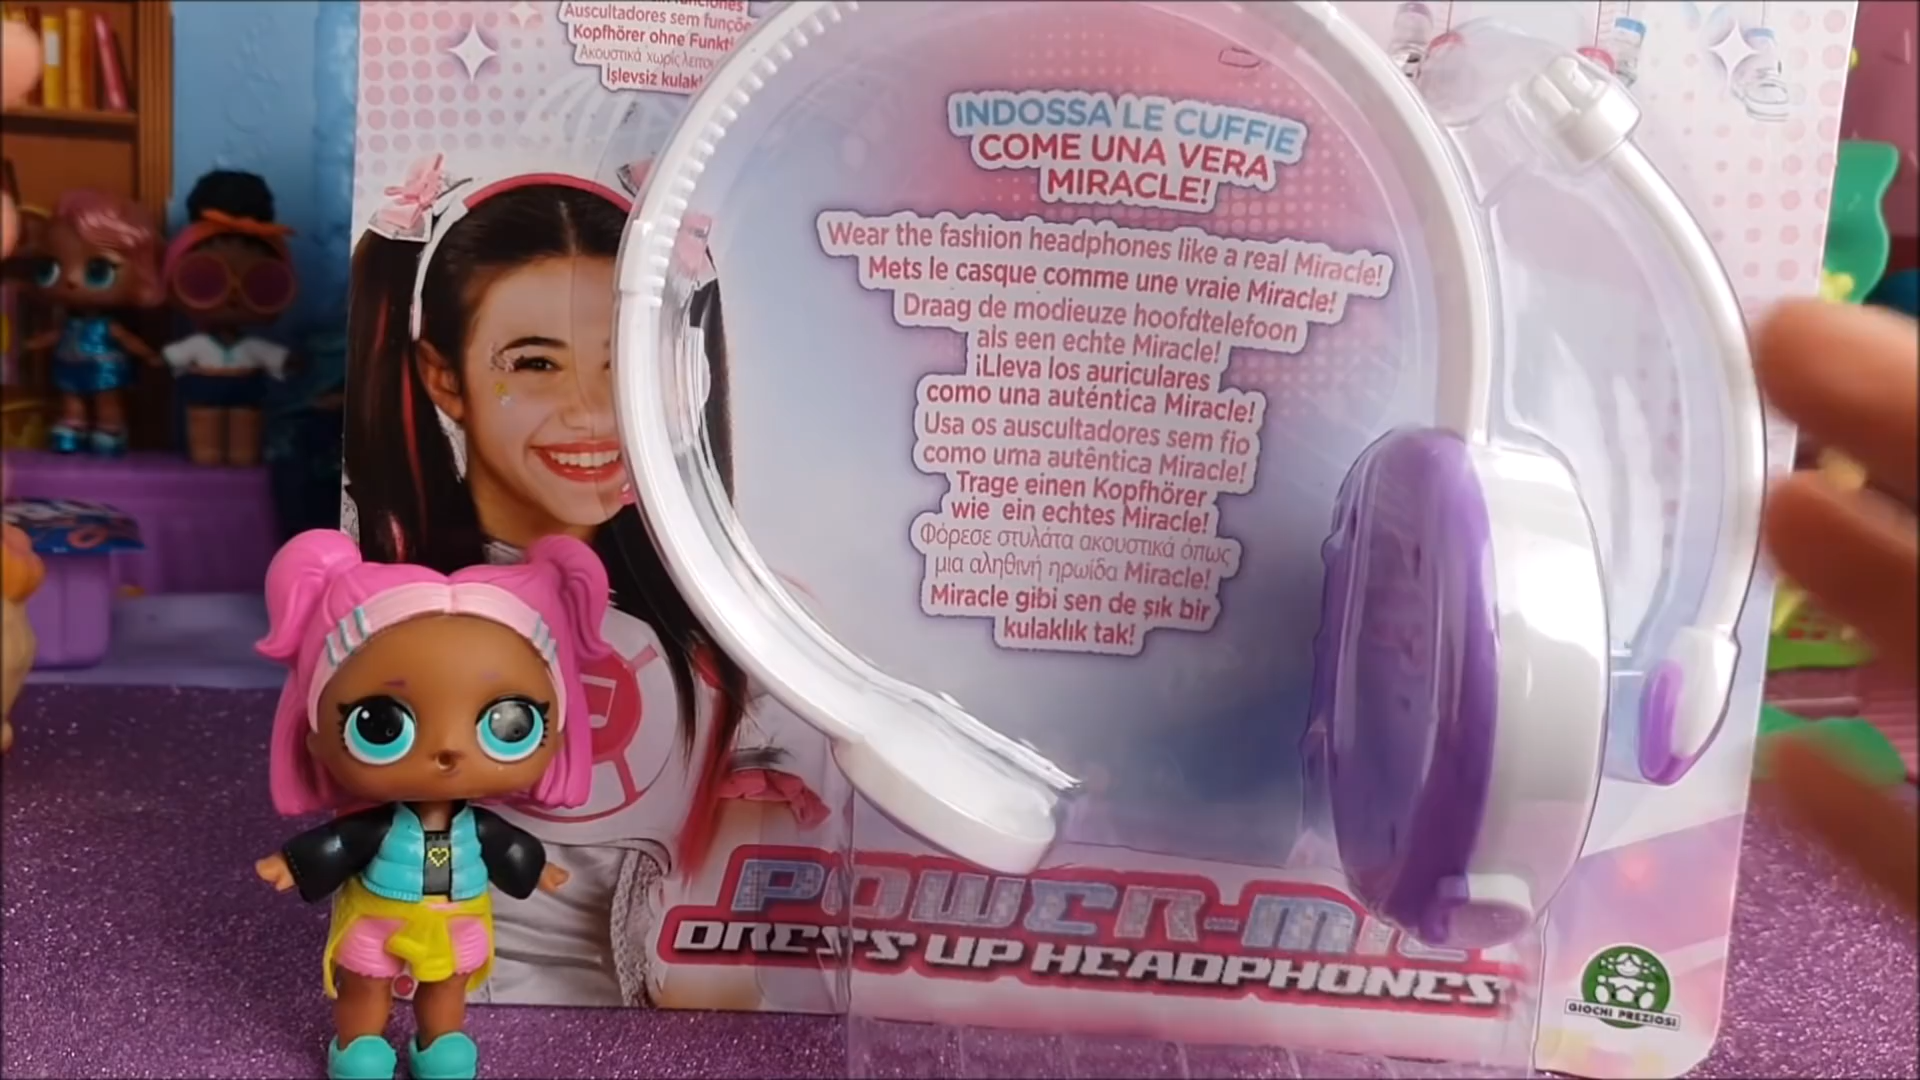 Auscultadores sem
Kopfhörer ohne
Ακουστικά χωρίς
İşlevsiz
INDOSSA LE CUFFIE
COME UNA VERA
MIRACLE!
Wear the fashion headphones like a real Miracle!
Mets le casque comme une vraie Miracle!
Draag de modieuze hoofdtelefoon
als een echte Miracle!
¡Lleva los auriculares
como una auténtica Miracle!
Usa os auscultadores sem fio
como uma autêntica Miracle!
Trage einen Kopfhörer
wie ein echtes Miracle!
Φόρεσε στυλάτα ακουστικά όπως
μια αληθινή ηρωίδα Miracle!
Miracle gibi sen de şık bir
kulaklık tak!
POWER-MIC
DRESS UP HEADPHONES
GIOCHI PREZIOSI